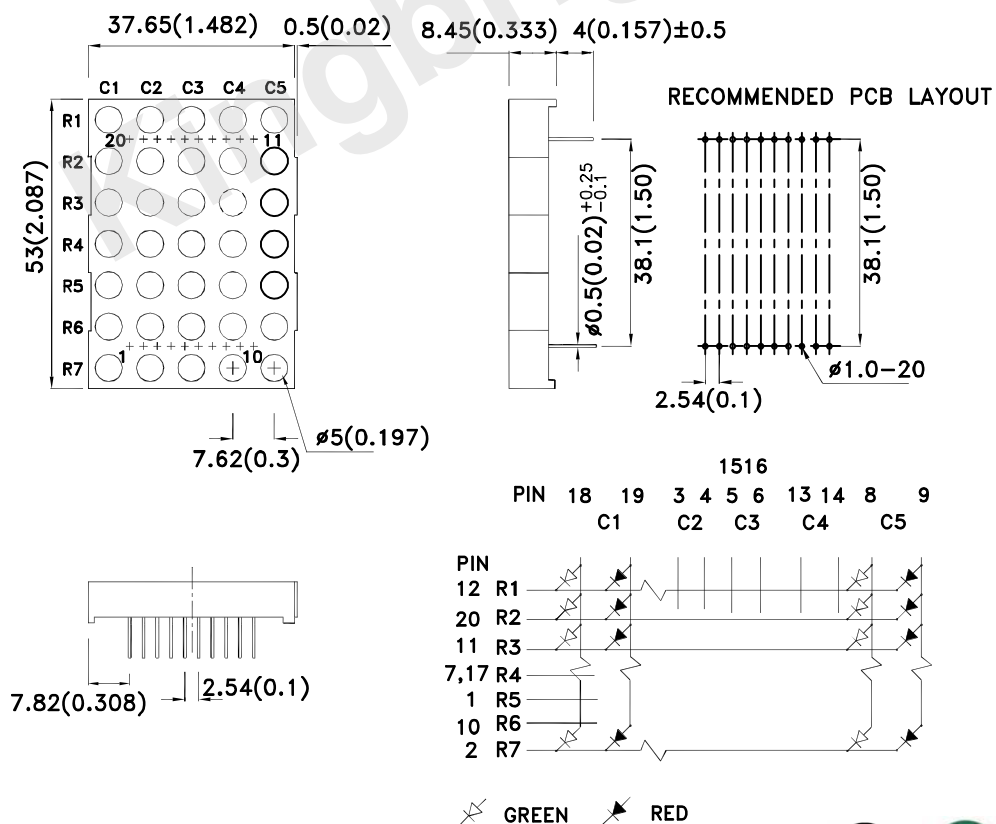 37.65(1.482)
0.5(0.02)
8.45(0.333)
4(0.157)±0.5
C1 C2 C3 C4 C5
RECOMMENDED PCB LAYOUT
R1
20
11
R2
R3
R4
R5
R6
1
10
R7
53(2.087)
ø0.5(0.02)+0.25 -0.1
38.1(1.50)
38.1(1.50)
ø1.0-20
2.54(0.1)
ø5(0.197)
7.62(0.3)
1516
PIN 18 19 3 4 5 6 13 14 8 9
C1 C2 C3 C4 C5
PIN
12 R1
20 R2
11 R3
7,17 R4
1 R5
10 R6
2 R7
7.82(0.308)
2.54(0.1)
GREEN RED